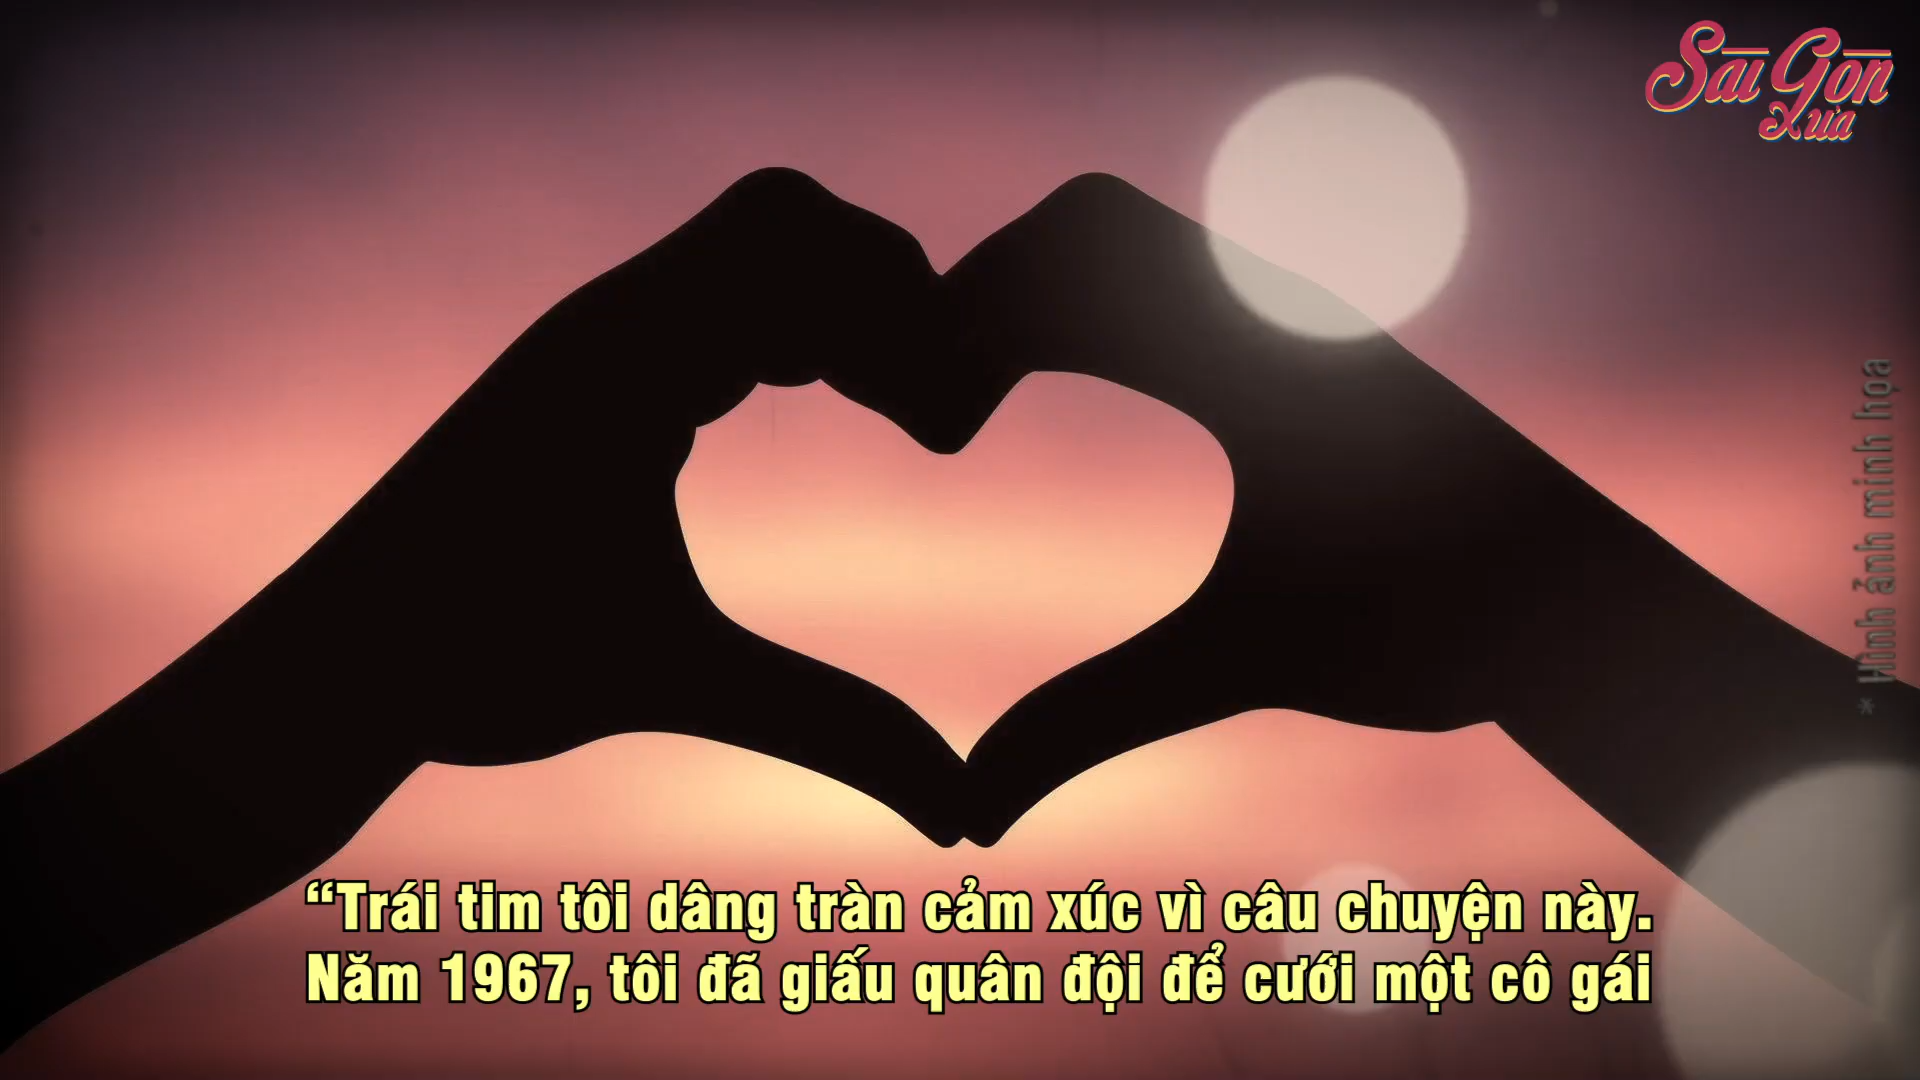 Sài Gòn
Xưa
* Hình ảnh minh họa
“Trái tim tôi dâng tràn cảm xúc vì câu chuyện này.
Năm 1967, tôi đã giấu quân đội để cưới một cô gái